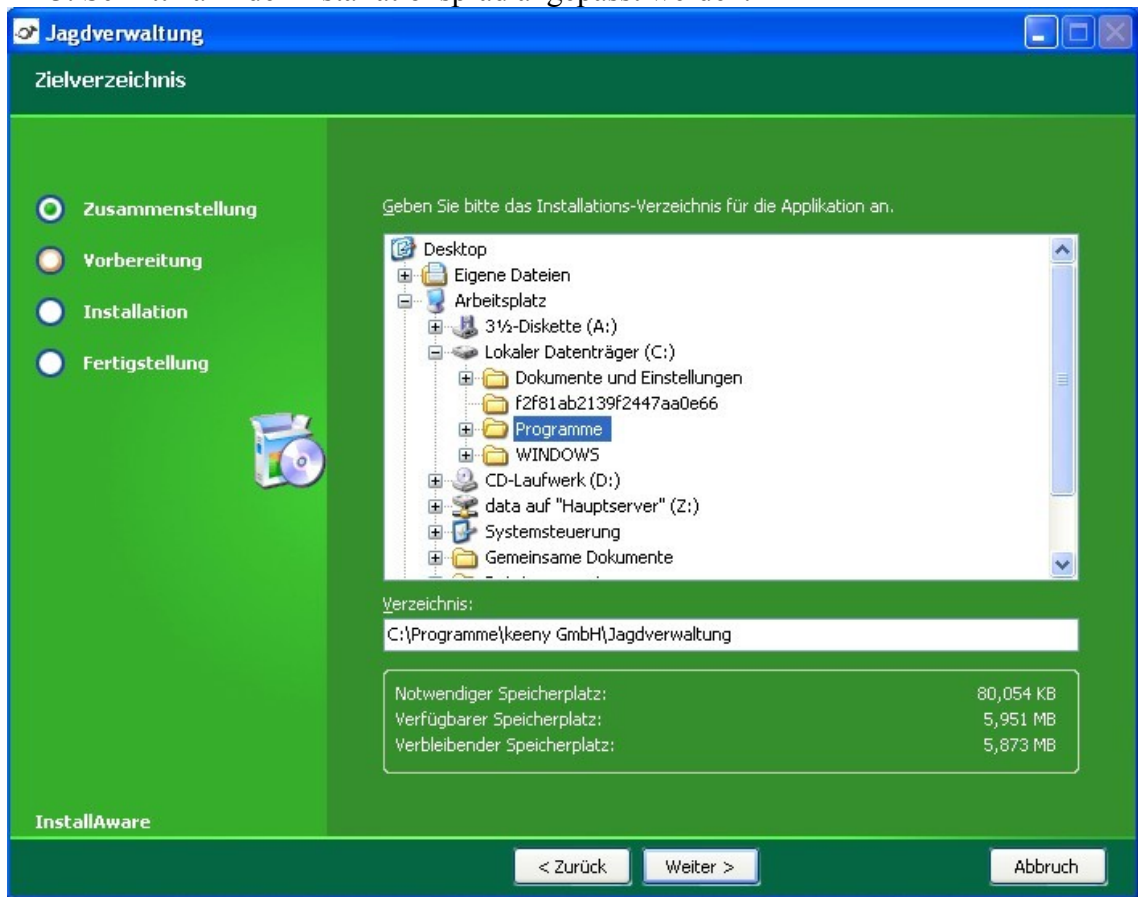 Jagdverwaltung
Zielverzeichnis
Zusammenstellung
Vorbereitung
Installation
Fertigstellung
Geben Sie bitte das Installations-Verzeichnis für die Applikation an.
Desktop
Eigene Dateien
Arbeitsplatz
3½-Diskette (A:)
Lokaler Datenträger (C:)
Dokumente und Einstellungen
f2f81ab2139f2447aa0e66
Programme
WINDOWS
CD-Laufwerk (D:)
data auf "Hauptserver" (Z:)
Systemsteuerung
Gemeinsame Dokumente
Verzeichnis:
C:\Programme\keeny GmbH\Jagdverwaltung
Notwendiger Speicherplatz: 80,054 KB
Verfügbarer Speicherplatz: 5,951 MB
Verbleibender Speicherplatz: 5,873 MB
InstallAware
< Zurück Weiter > Abbruch